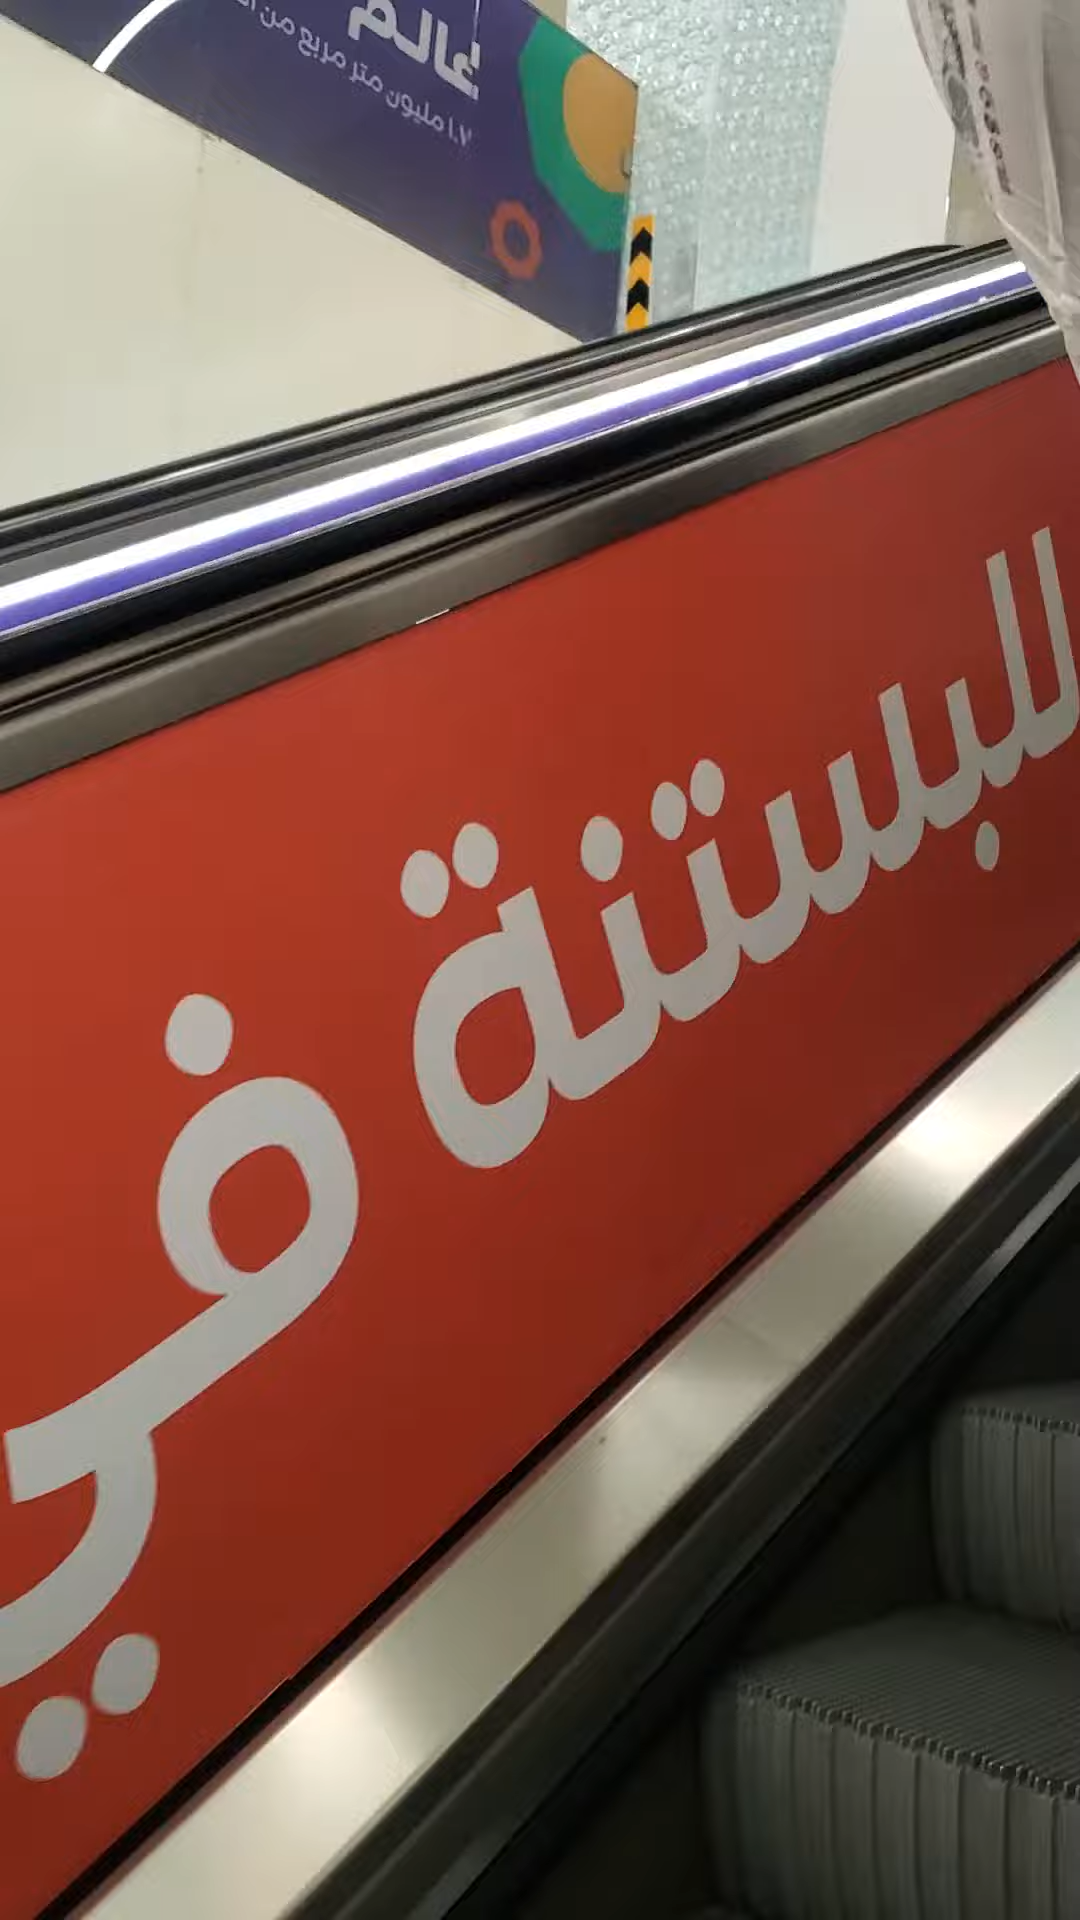 عالم
١.٧ مليون متر مربع من
للبستنة في